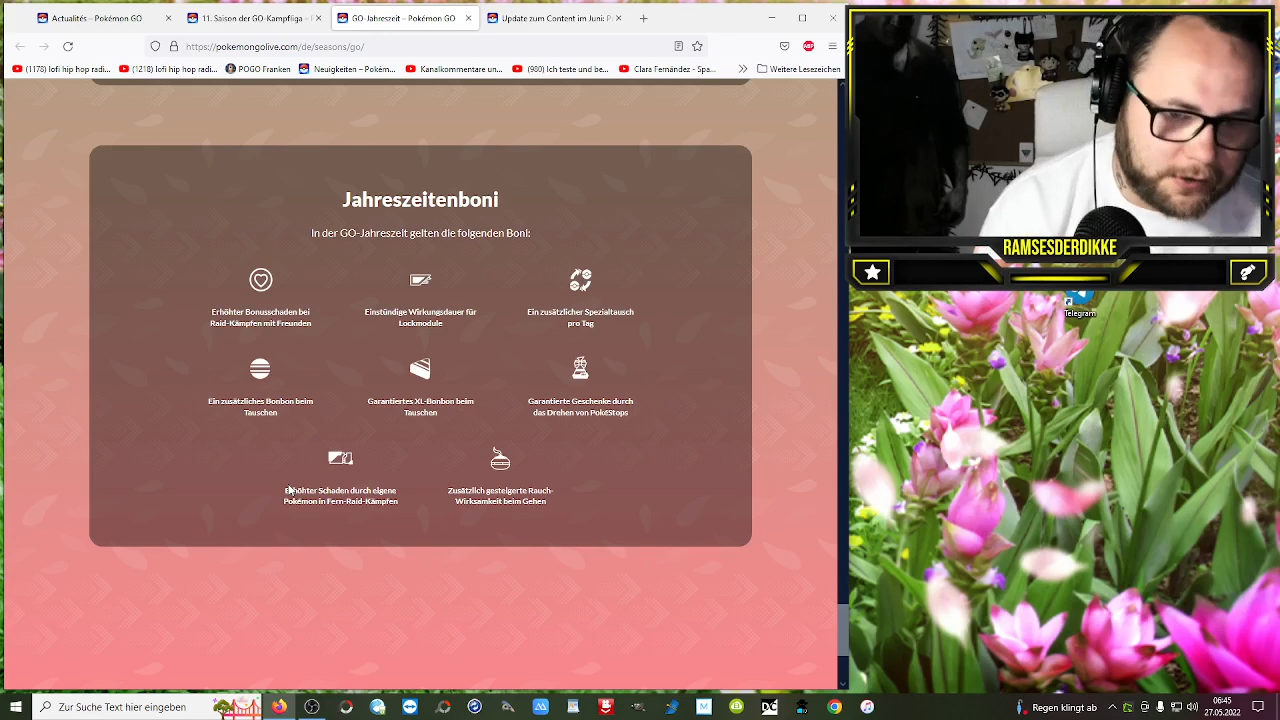 Aktualités – Pokémon GO
11. Saison der GO-Kampfliga
GO-Jahreszeit – Pokémon GO
Update zum Content im Juni
https://pokemongolive.com/de/seasons/go/
(1178) lofi hip hop radi...
(1218) lofi hip hop radi...
POGO Franken
Neuigkeiten – Pokém...
Kanalkommentare un...
(980) Ich teste und be...
Clara Fernández - Spa...
Weitere Lesezeichen
Jahreszeitenboni
In der GO-Jahreszeit gelten die folgenden Boni:
Erhöhter Bonusschaden bei
Raid-Kämpfen mit Freunden
Einstündige Wirkungsdauer für
Lockmodule
Ein zusätzlicher Spezialtausch
pro Tag
Ein zusätzliches Bonbon beim
Tauschen
Garantiertes XL-Bonbon beim
Tauschen
Garantierte Geschenke durch
das Drehen von PokéStops
Erhöhter Schaden durch eigene
Pokémon in Fern-Raid-Kämpfen
Zusätzlich gesteigerte Rauch-
Wirksamkeit beim Gehen
RAMSESDERDIKKE
Telegram
Zur Suche Text hier eingeben
Regen klingt ab
06:45
27.05.2022